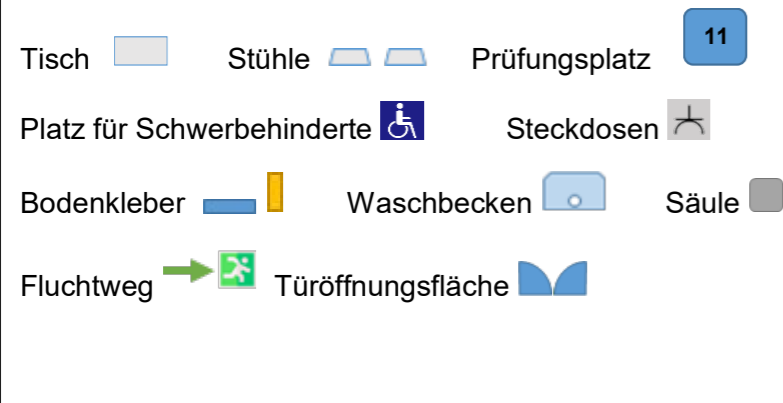 Tisch Stühle Prüfungsplatz 11
Platz für Schwerbehinderte Steckdosen
Bodenkleber Waschbecken Säule
Fluchtweg Türöffnungsfläche